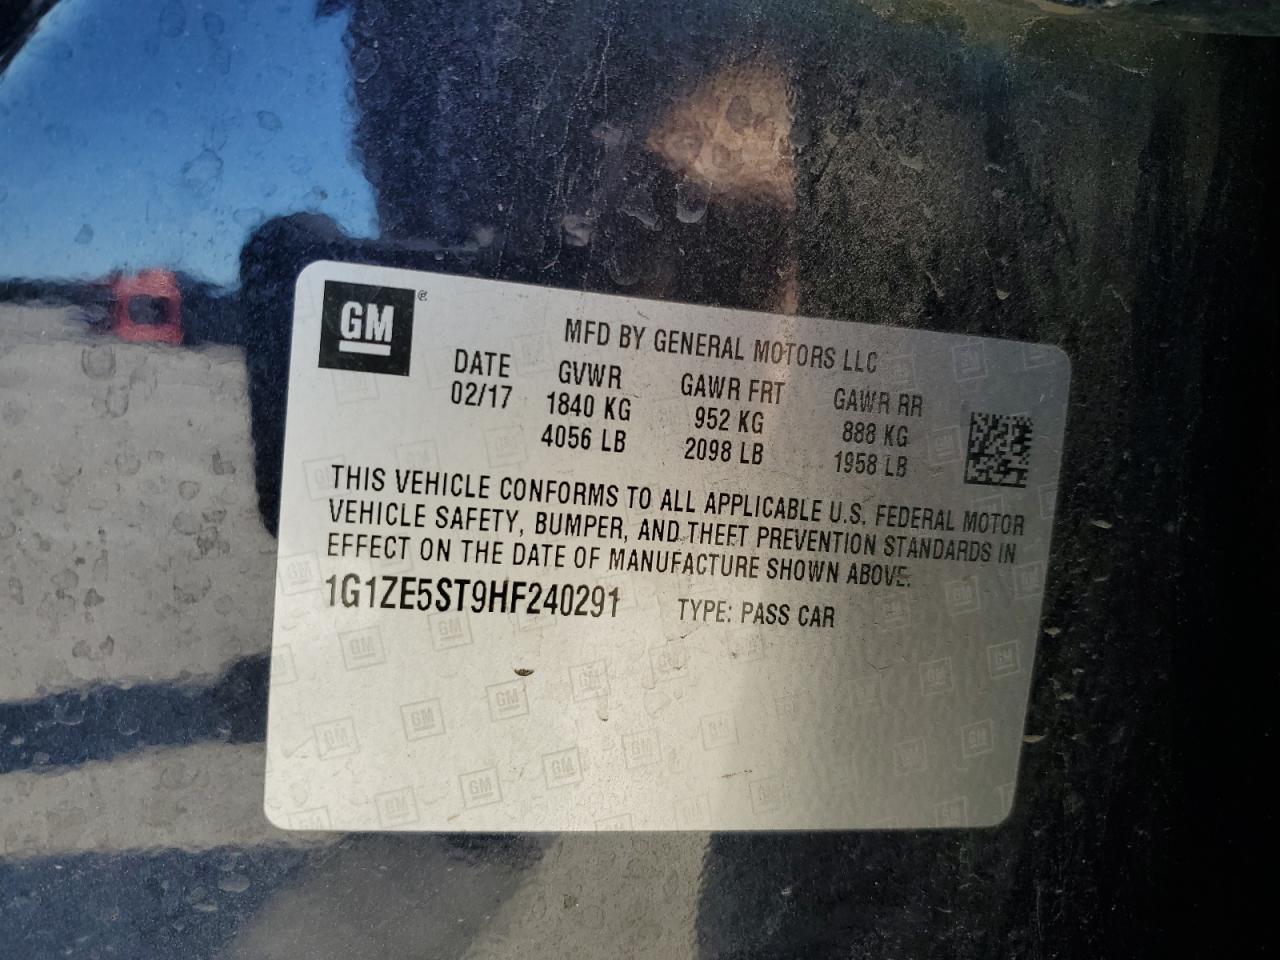 GM®
MFD BY GENERAL MOTORS LLC
DATE GVWR GAWR FRT GAWR RR
02/17 1840 KG 952 KG 888 KG
4056 LB 2098 LB 1958 LB
THIS VEHICLE CONFORMS TO ALL APPLICABLE U.S. FEDERAL MOTOR
VEHICLE SAFETY, BUMPER, AND THEFT PREVENTION STANDARDS IN
EFFECT ON THE DATE OF MANUFACTURE SHOWN ABOVE.
1G1ZE5ST9HF240291 TYPE: PASS CAR